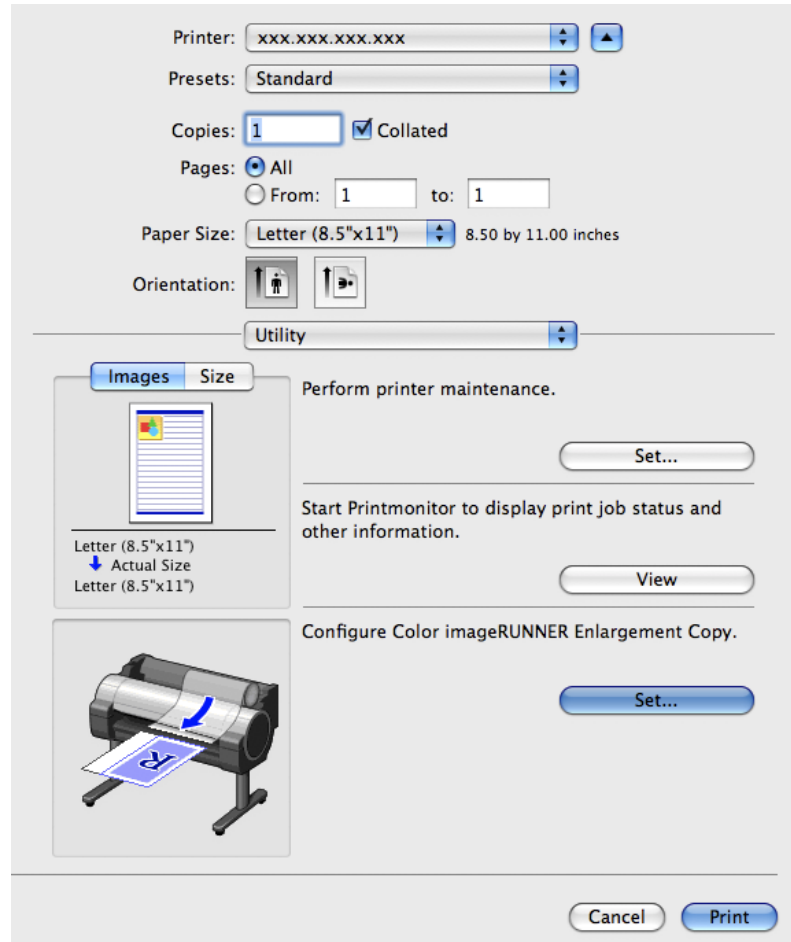 Printer: xxx.xxx.xxx.xxx
Presets: Standard
Copies: 1 Collated
Pages: All
From: 1 to: 1
Paper Size: Letter (8.5"x11") 8.50 by 11.00 inches
Orientation:
Utility
Images Size
Letter (8.5"x11")
Actual Size
Letter (8.5"x11")
Perform printer maintenance.
Set...
Start Printmonitor to display print job status and
other information.
View
Configure Color imageRUNNER Enlargement Copy.
Set...
R
Cancel Print